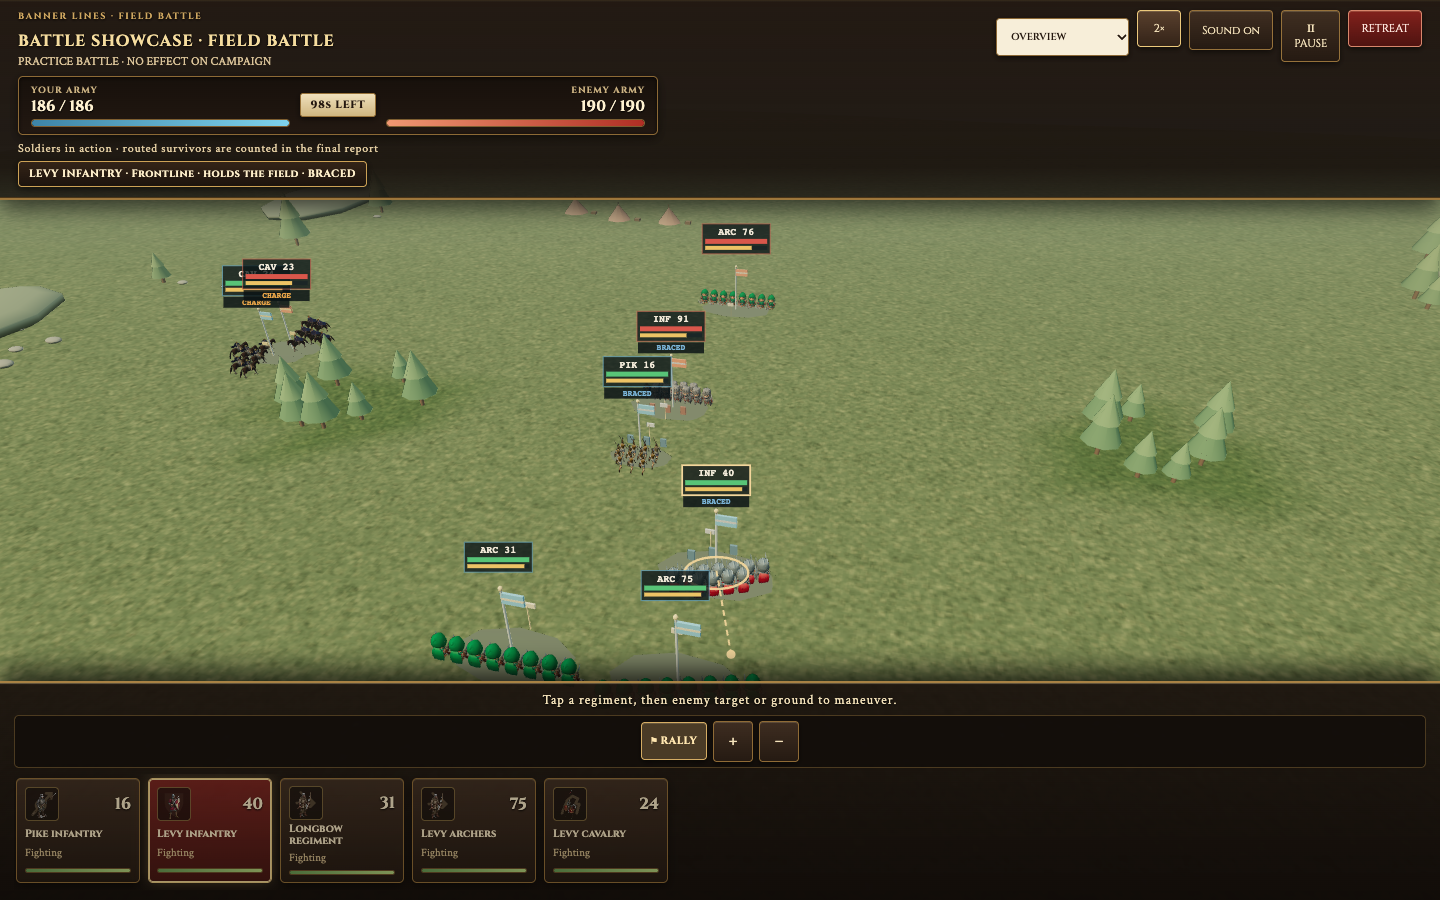 BANNER LINES · FIELD BATTLE
BATTLE SHOWCASE · FIELD BATTLE
PRACTICE BATTLE · NO EFFECT ON CAMPAIGN
OVERVIEW
2×
SOUND ON
II
PAUSE
RETREAT
YOUR ARMY
186 / 186
98S LEFT
ENEMY ARMY
190 / 190
Soldiers in action · routed survivors are counted in the final report
LEVY INFANTRY · FRONTLINE · HOLDS THE FIELD · BRACED
ARC 76
CAV 23
CHARGE
CHARGE
INF 91
BRACED
PIK 16
BRACED
INF 40
BRACED
ARC 31
ARC 75
Tap a regiment, then enemy target or ground to maneuver.
RALLY
+
−
16
PIKE INFANTRY
Fighting
40
LEVY INFANTRY
Fighting
31
LONGBOW
REGIMENT
Fighting
75
LEVY ARCHERS
Fighting
24
LEVY CAVALRY
Fighting